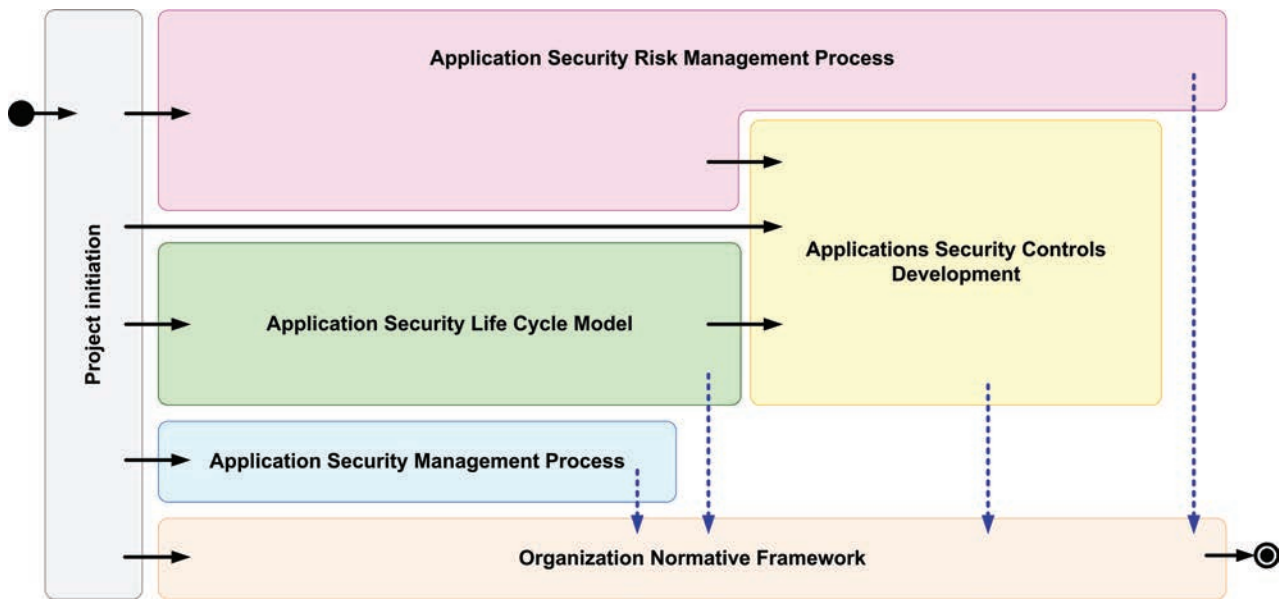 Application Security Risk Management Process
Project initiation
Applications Security Controls
Development
Application Security Life Cycle Model
Application Security Management Process
Organization Normative Framework